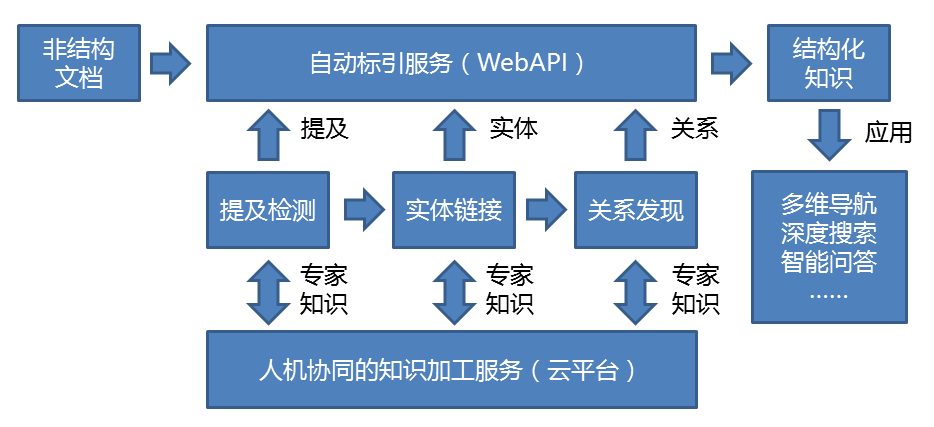 非结构
文档
自动标引服务（WebAPI）
结构化
知识
提及
实体
关系
应用
提及检测
实体链接
关系发现
多维导航
深度搜索
智能问答
……
专家
知识
专家
知识
专家
知识
人机协同的知识加工服务（云平台）